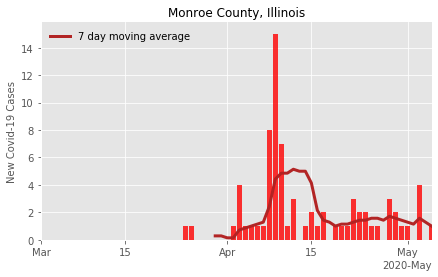 Monroe County, Illinois
7 day moving average
New Covid-19 Cases
14
12
10
8
6
4
2
0
Mar
15
Apr
15
May
2020-May